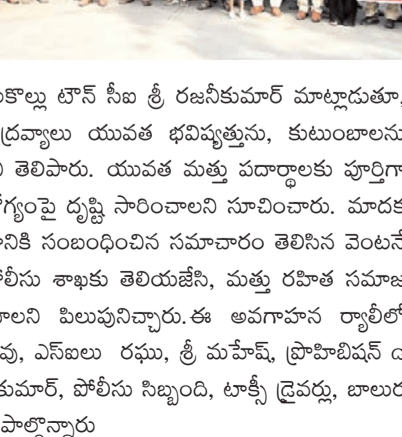 కొల్లు టౌన్ సీఐ శ్రీ రజనీకుమార్ మాట్లాడుతూ,
ద్రవ్యాలు యువత భవిష్యత్తును, కుటుంబాలను
తెలిపారు. యువత మత్తు పదార్థాలకు పూర్తిగా
దృష్టి సారించాలని సూచించారు. మాదక
సంబంధించిన సమాచారం తెలిసిన వెంటనే
శాఖకు తెలియజేసి, మత్తు రహిత సమాజ
పిలుపునిచ్చారు.ఈ అవగాహన ర్యాలీలో
ఎస్ఐలు రఘు, శ్రీ మహేష్, ప్రొహిబిషన్
కుమార్, పోలీసు సిబ్బంది, టాక్సీ డ్రైవర్లు, బాలుర
పాల్గొన్నారు